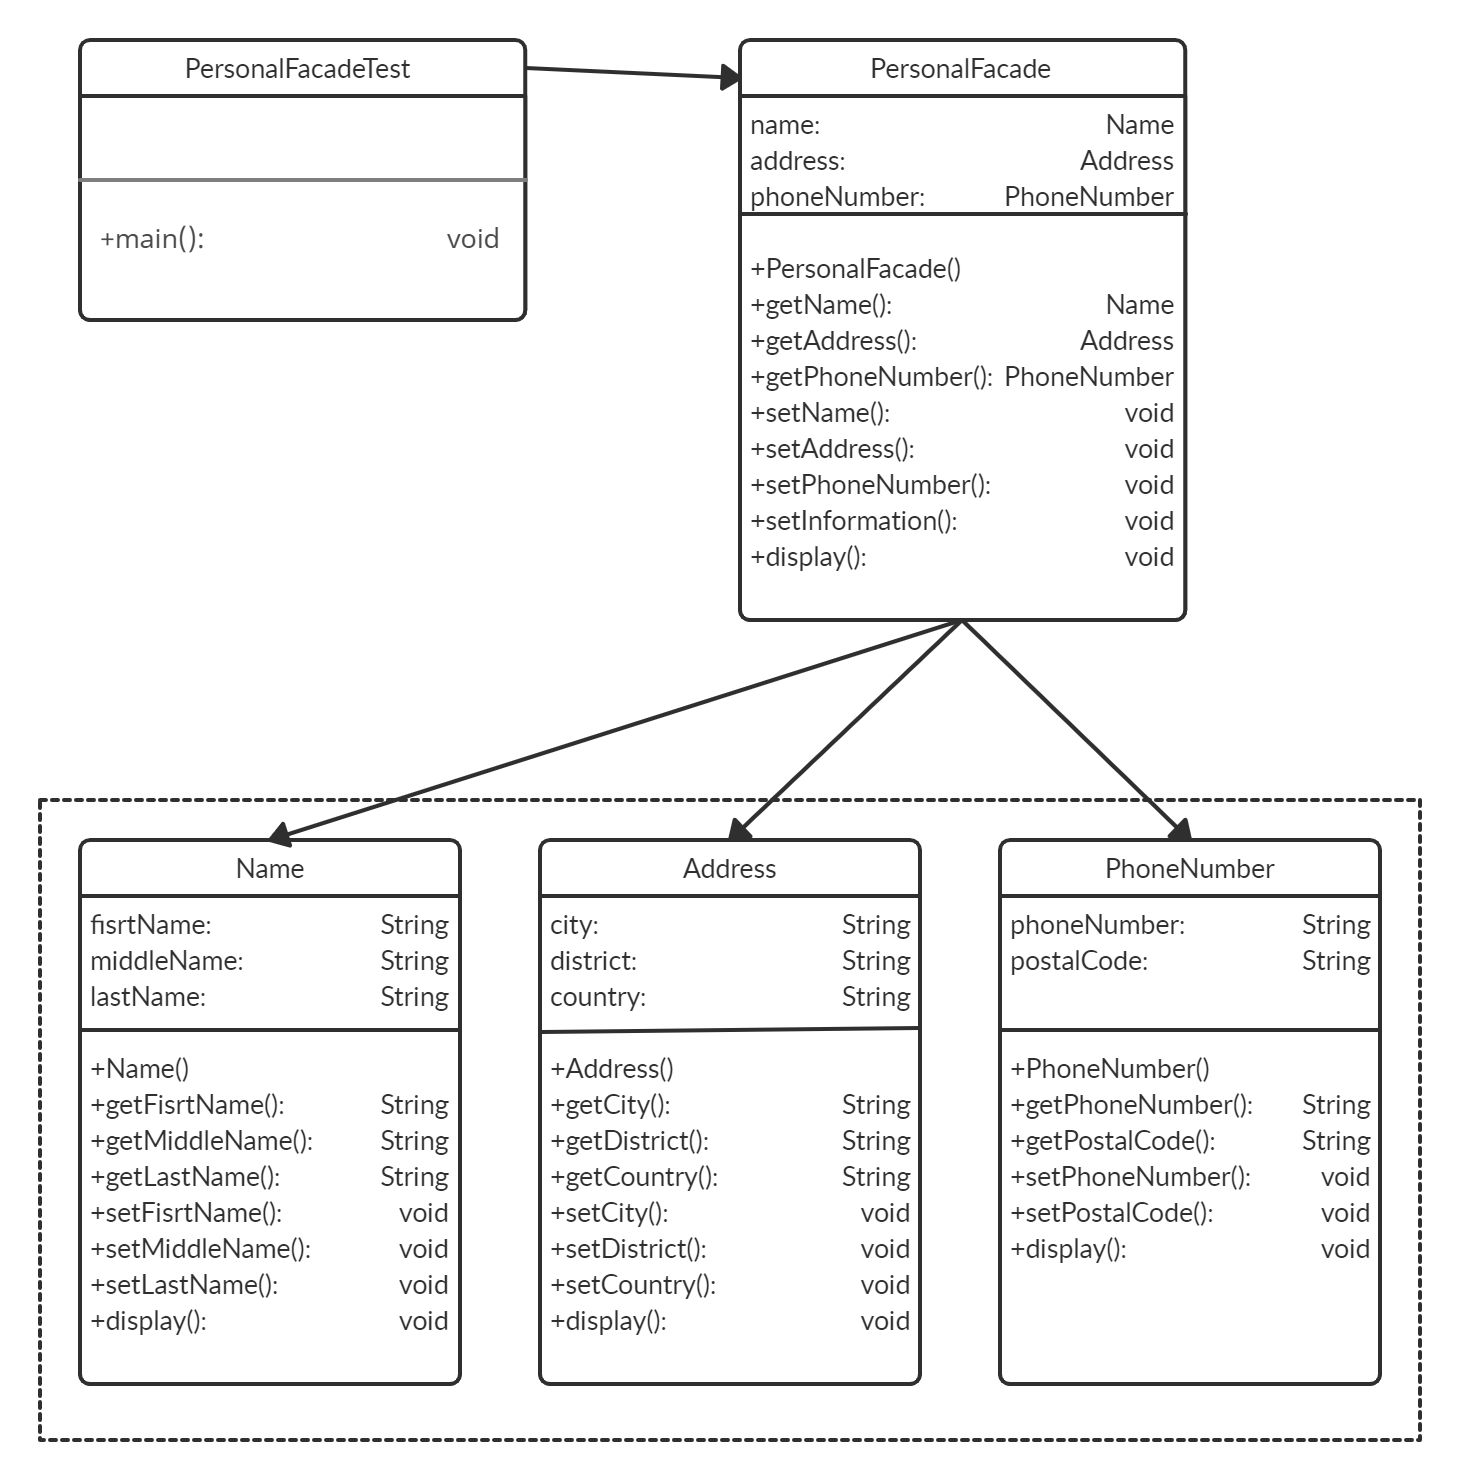 PersonalFacadeTest
+main(): void
PersonalFacade
name: Name
address: Address
phoneNumber: PhoneNumber
+PersonalFacade()
+getName(): Name
+getAddress(): Address
+getPhoneNumber(): PhoneNumber
+setName(): void
+setAddress(): void
+setPhoneNumber(): void
+setInformation(): void
+display(): void
Name
fisrtName: String
middleName: String
lastName: String
+Name()
+getFisrtName(): String
+getMiddleName(): String
+getLastName(): String
+setFisrtName(): void
+setMiddleName(): void
+setLastName(): void
+display(): void
Address
city: String
district: String
country: String
+Address()
+getCity(): String
+getDistrict(): String
+getCountry(): String
+setCity(): void
+setDistrict(): void
+setCountry(): void
+display(): void
PhoneNumber
phoneNumber: String
postalCode: String
+PhoneNumber()
+getPhoneNumber(): String
+getPostalCode(): String
+setPhoneNumber(): void
+setPostalCode(): void
+display(): void